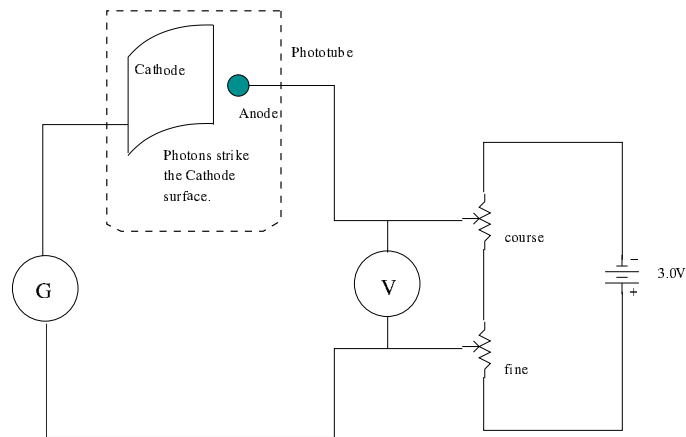 Phototube
Cathode
Anode
Photons strike
the Cathode
surface.
course
G
V
−
3.0V
+
fine